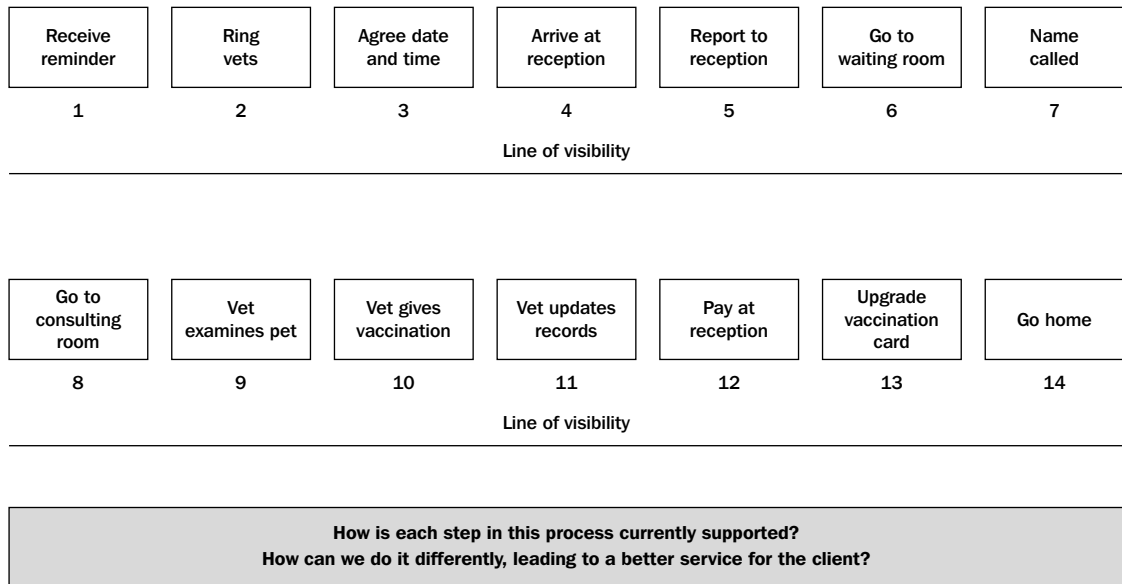 Receive
reminder
Ring
vets
Agree date
and time
Arrive at
reception
Report to
reception
Go to
waiting room
Name
called
1
2
3
4
5
6
7
Line of visibility
Go to
consulting
room
Vet
examines pet
Vet gives
vaccination
Vet updates
records
Pay at
reception
Upgrade
vaccination
card
Go home
8
9
10
11
12
13
14
Line of visibility
How is each step in this process currently supported?
How can we do it differently, leading to a better service for the client?